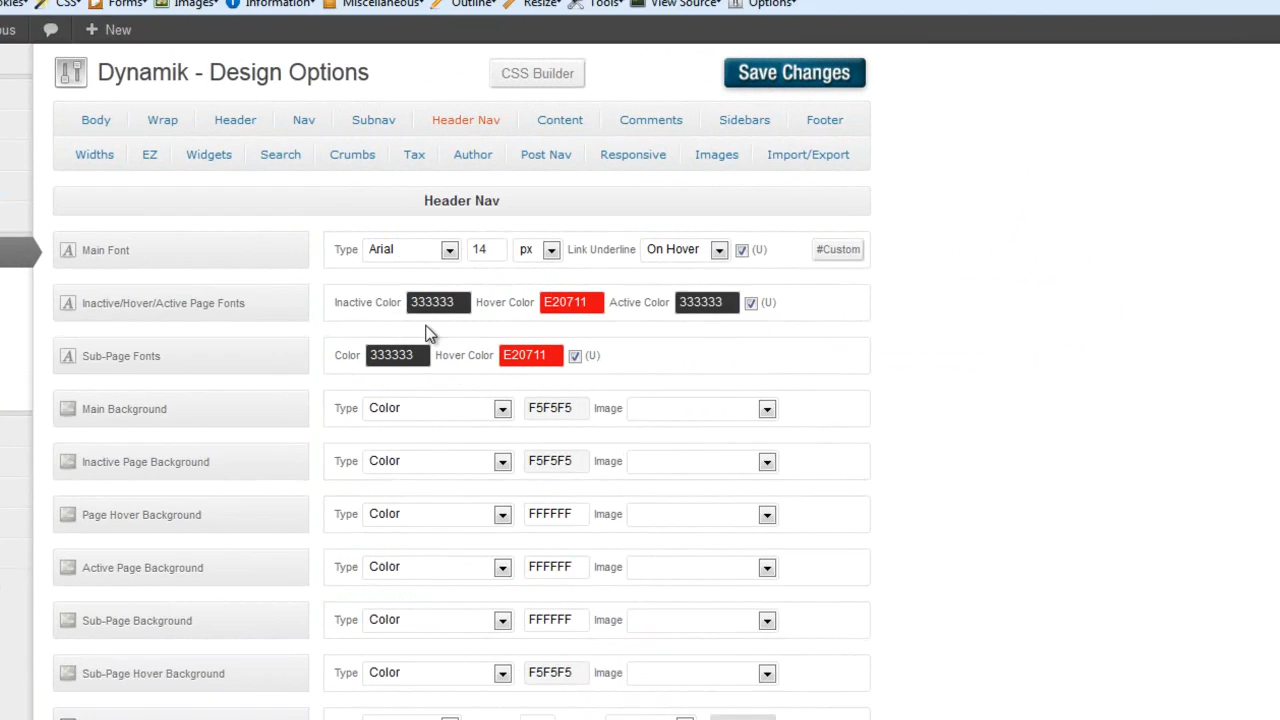 okies▾ CSS▾ Forms▾ Images▾ Information▾ Miscellaneous▾ Outline▾ Resize▾ Tools▾ View Source▾ Options▾
New
Dynamik - Design Options CSS Builder Save Changes
Body Wrap Header Nav Subnav Header Nav Content Comments Sidebars Footer
Widths EZ Widgets Search Crumbs Tax Author Post Nav Responsive Images Import/Export
Header Nav
Main Font Type Arial 14 px Link Underline On Hover (U) #Custom
Inactive/Hover/Active Page Fonts Inactive Color 333333 Hover Color E20711 Active Color 333333 (U)
Sub-Page Fonts Color 333333 Hover Color E20711 (U)
Main Background Type Color F5F5F5 Image
Inactive Page Background Type Color F5F5F5 Image
Page Hover Background Type Color FFFFFF Image
Active Page Background Type Color FFFFFF Image
Sub-Page Background Type Color FFFFFF Image
Sub-Page Hover Background Type Color F5F5F5 Image